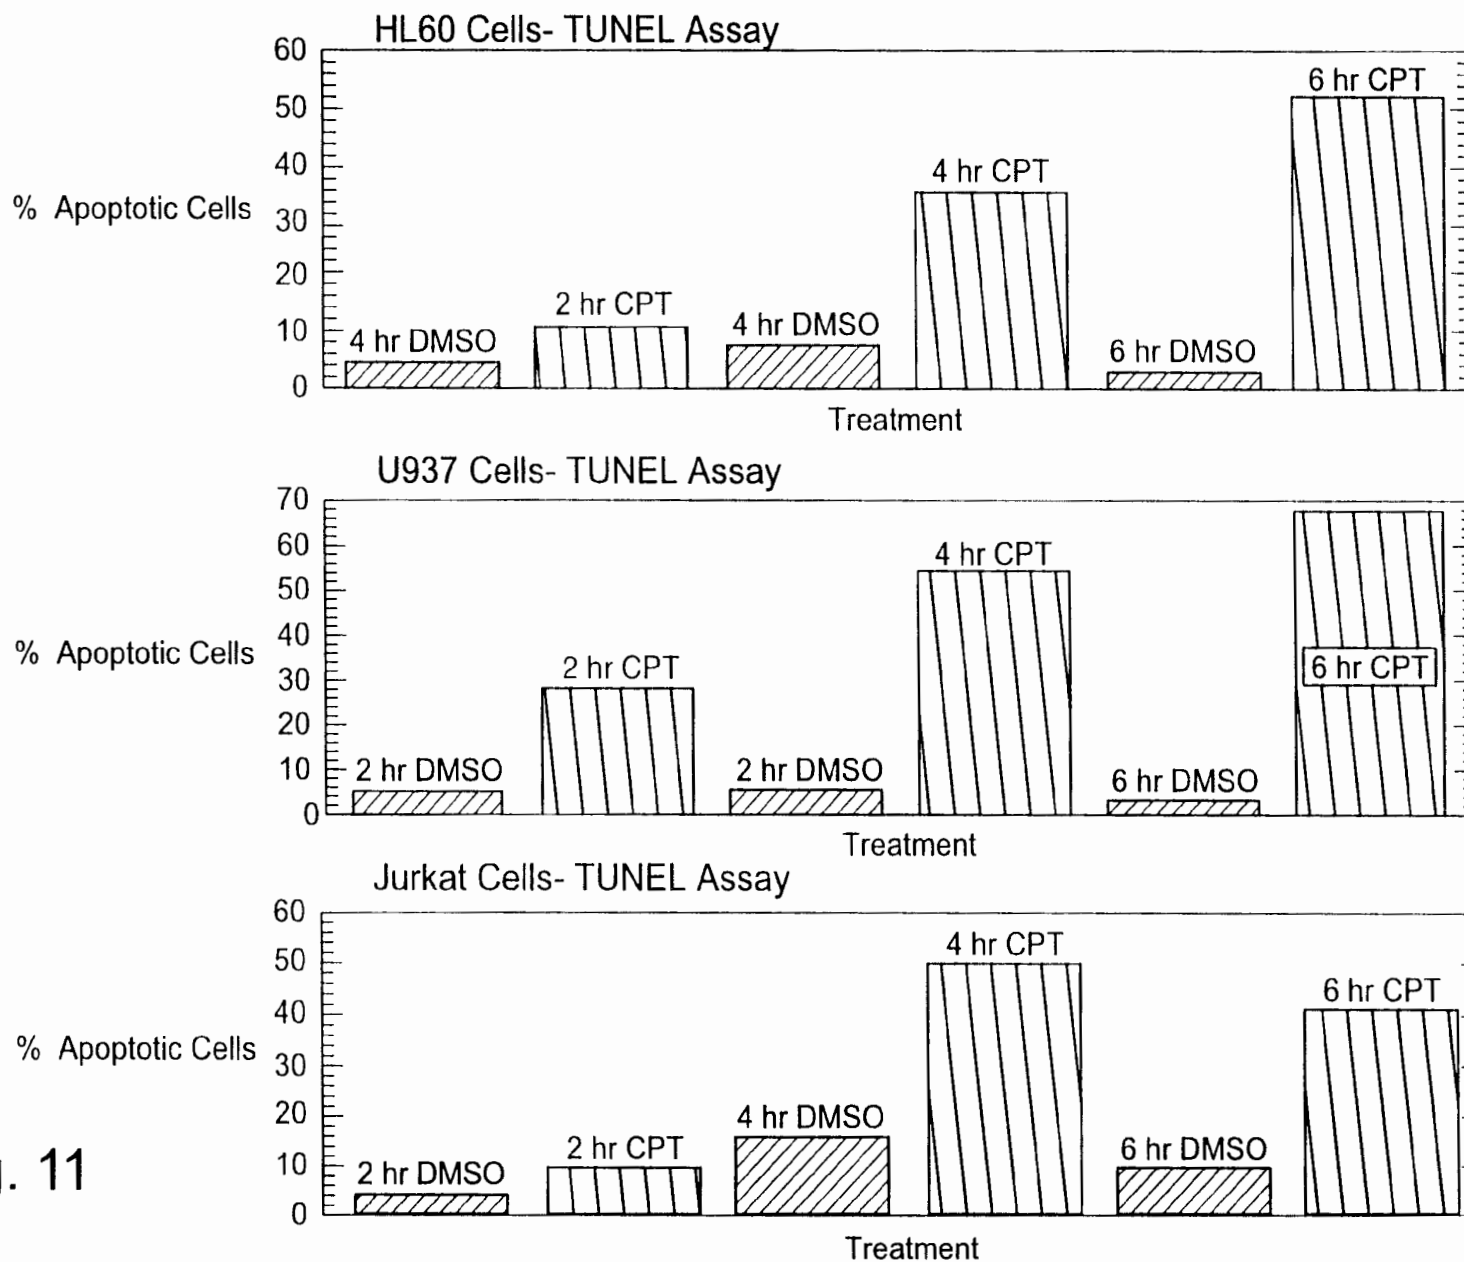 HL60 Cells- TUNEL Assay
60
50
40
30
20
10
0
% Apoptotic Cells
4 hr DMSO
2 hr CPT
4 hr DMSO
4 hr CPT
6 hr DMSO
6 hr CPT
Treatment
U937 Cells- TUNEL Assay
70
60
50
40
30
20
10
0
% Apoptotic Cells
2 hr DMSO
2 hr CPT
2 hr DMSO
4 hr CPT
6 hr DMSO
6 hr CPT
Treatment
Jurkat Cells- TUNEL Assay
60
50
40
30
20
10
0
% Apoptotic Cells
2 hr DMSO
2 hr CPT
4 hr DMSO
4 hr CPT
6 hr DMSO
6 hr CPT
Treatment
. 11